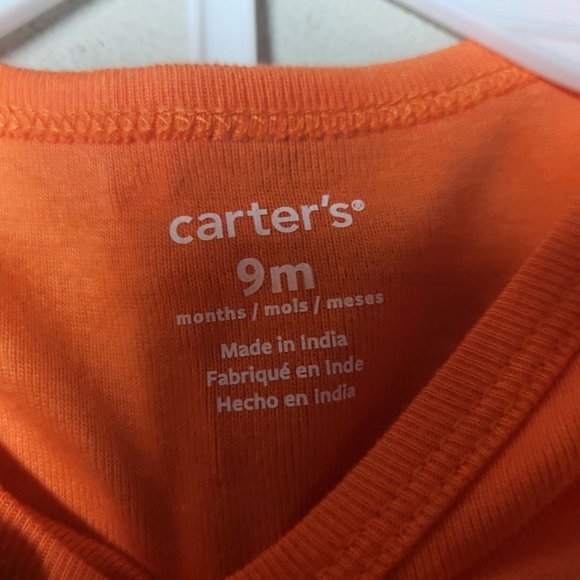 carter's®
9m
months / mois / meses
Made in India
Fabriqué en Inde
Hecho en India